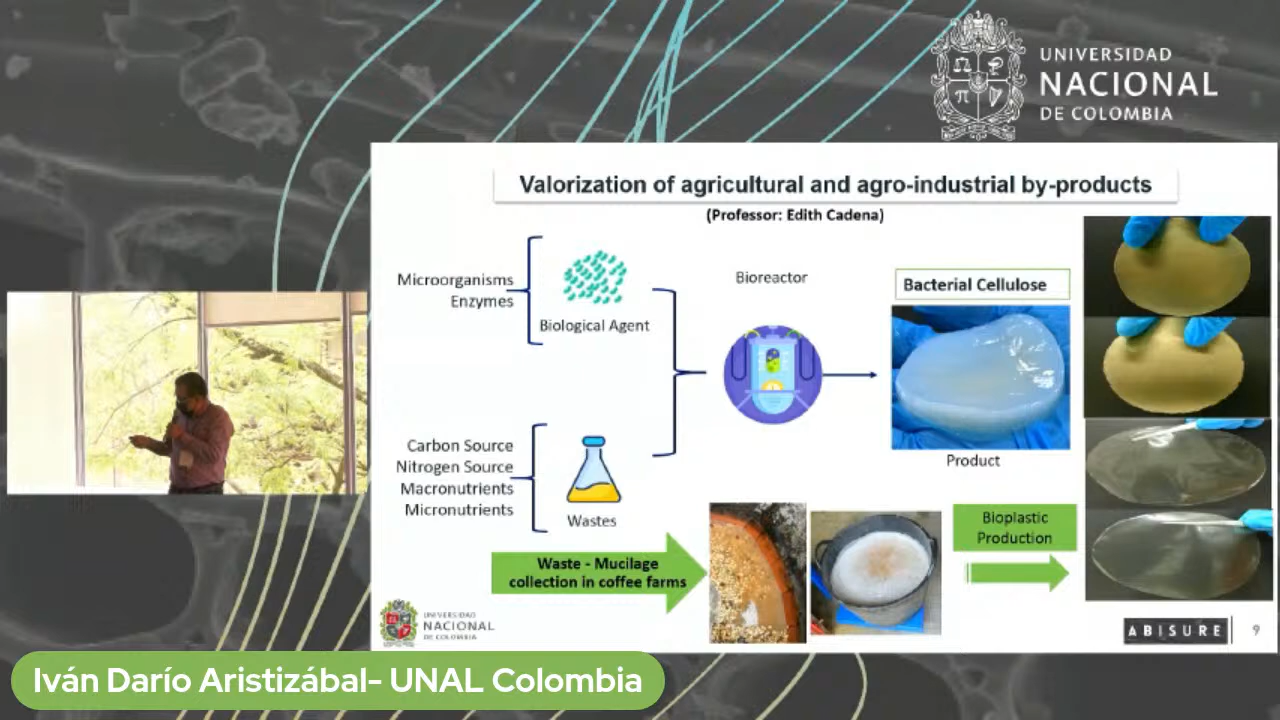 UNIVERSIDAD
NACIONAL
DE COLOMBIA
Valorization of agricultural and agro-industrial by-products
(Professor: Edith Cadena)
Microorganisms
Enzymes
Biological Agent
Bioreactor
Bacterial Cellulose
Product
Carbon Source
Nitrogen Source
Macronutrients
Micronutrients
Wastes
Waste - Mucilage
collection in coffee farms
Bioplastic
Production
UNIVERSIDAD
NACIONAL
DE COLOMBIA
ABISURE
9
Iván Darío Aristizábal- UNAL Colombia